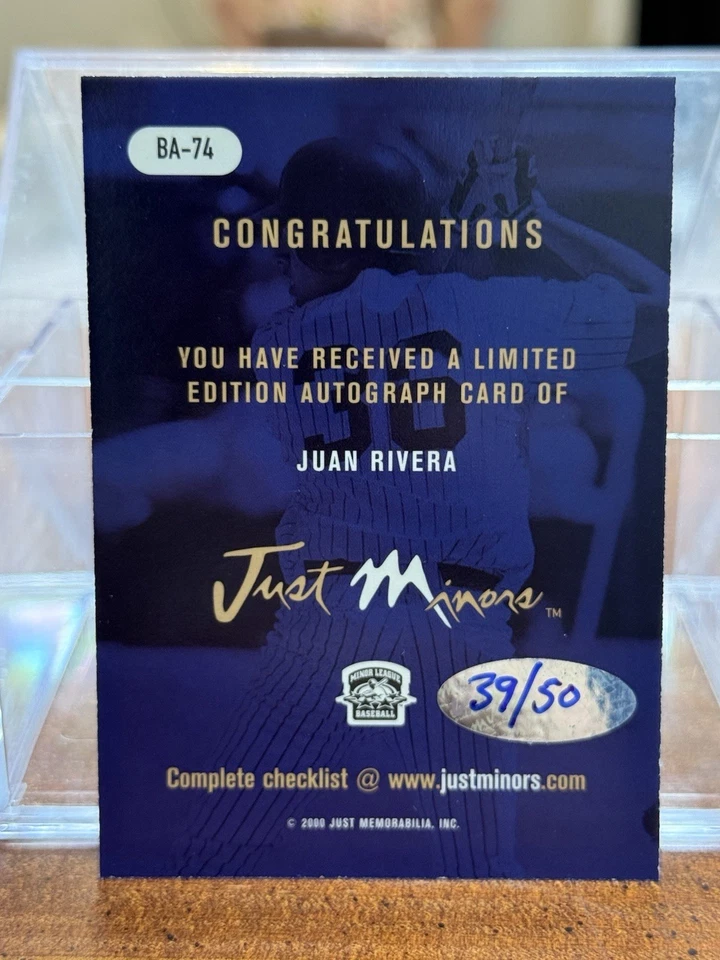 BA-74
CONGRATULATIONS
YOU HAVE RECEIVED A LIMITED
EDITION AUTOGRAPH CARD OF
36
JUAN RIVERA
Just Minors TM
MINOR LEAGUE
BASEBALL
39/50
Complete checklist @ www.justminors.com
© 2000 JUST MEMORABILIA, INC.